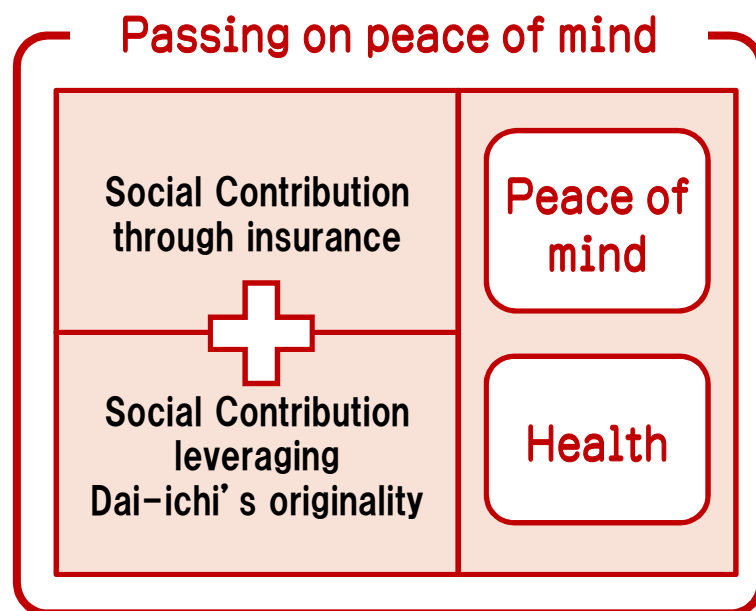 Passing on peace of mind
Social Contribution
through insurance
Social Contribution
leveraging
Dai-ichi's originality
Peace of
mind
Health